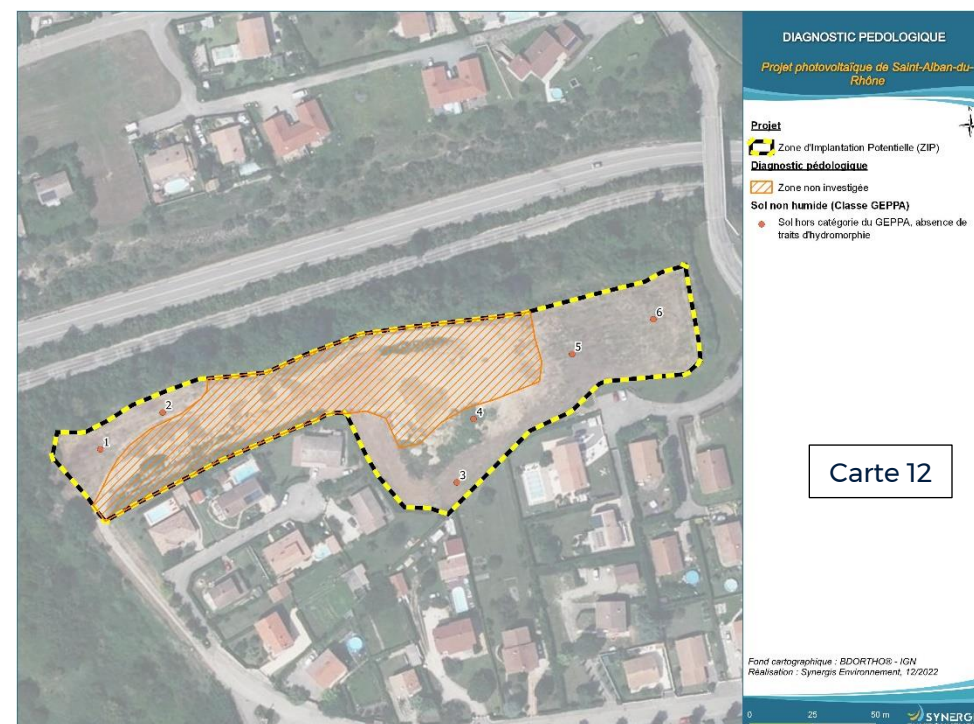 DIAGNOSTIC PEDOLOGIQUE
Projet photovoltaïque de Saint-Alban-du-
Rhône
N
Projet
Zone d'Implantation Potentielle (ZIP)
Diagnostic pédologique
Zone non investiguée
Sol non humide (Classe GEPPA)
Sol hors catégorie du GEPPA, absence de
traits d'hydromorphie
1
2
3
4
5
6
Carte 12
Fond cartographique : BDORTHO® - IGN
Réalisation : Synergis Environnement, 12/2022
0 25 50 m
SYNERG